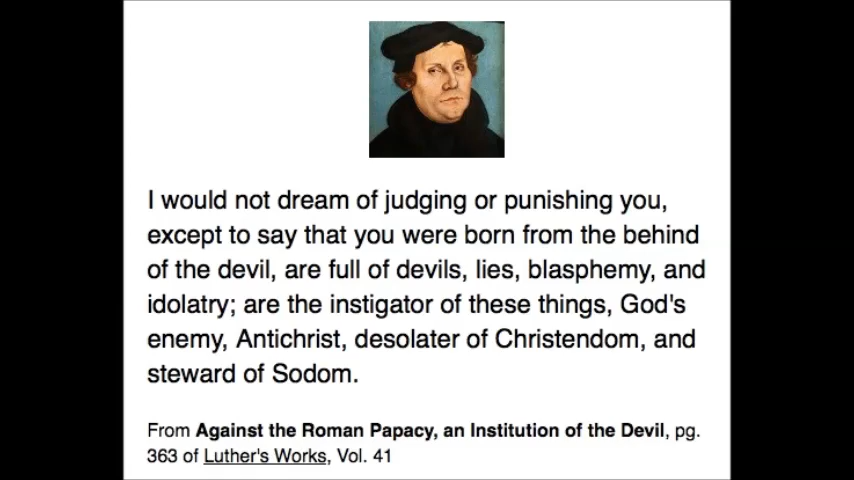 I would not dream of judging or punishing you,
except to say that you were born from the behind
of the devil, are full of devils, lies, blasphemy, and
idolatry; are the instigator of these things, God's
enemy, Antichrist, desolater of Christendom, and
steward of Sodom.
From Against the Roman Papacy, an Institution of the Devil, pg.
363 of Luther's Works, Vol. 41